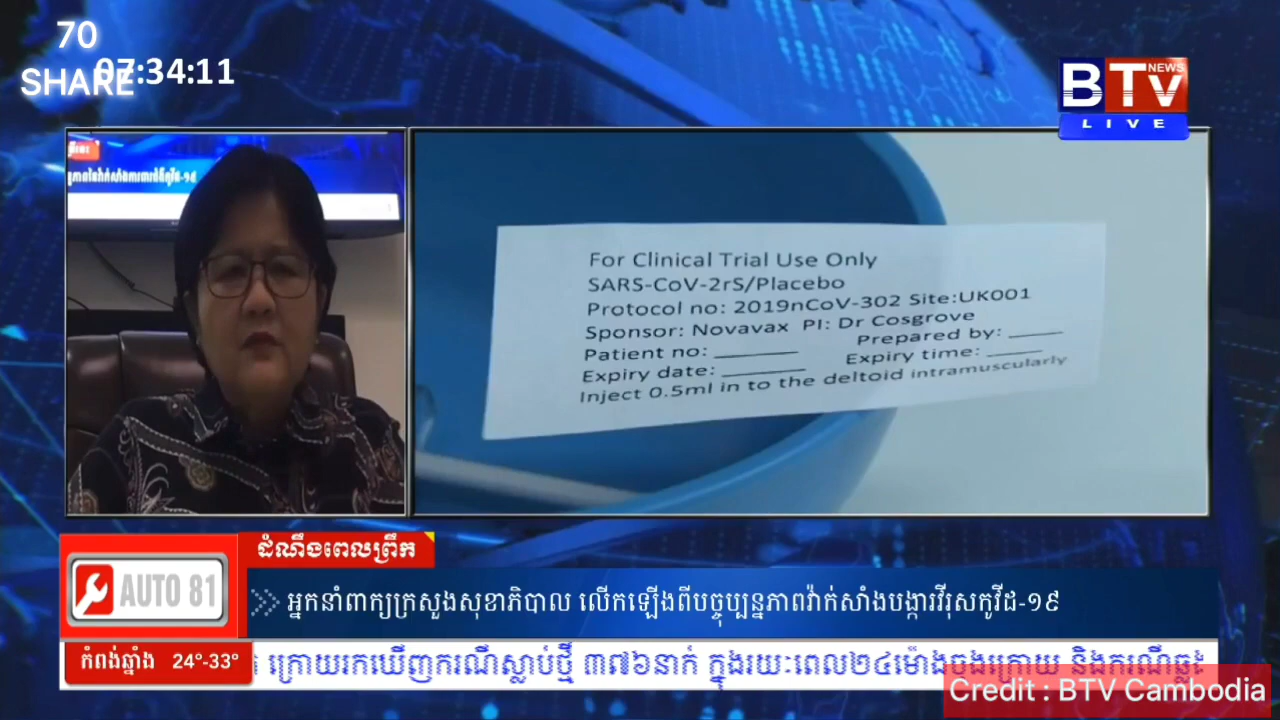 70
SHARE
07:34:11
BTV NEWS
LIVE
For Clinical Trial Use Only
SARS-CoV-2rS/Placebo
Protocol no: 2019nCoV-302 Site:UK001
Sponsor: Novavax PI: Dr Cosgrove
Patient no: ______ Prepared by: ____
Expiry date: ______ Expiry time: ____
Inject 0.5ml in to the deltoid intramuscularly
ដំណឹងពេលព្រឹក
AUTO 81
អ្នកនាំពាក្យក្រសួងសុខាភិបាល លើកឡើងពីបច្ចុប្បន្នភាពវ៉ាក់សាំងបង្ការវីរុសកូវីដ-១៩
កំពង់ឆ្នាំង 24°-33°
ក្រោយរកឃើញករណីស្លាប់ថ្មី ៣៧៦នាក់ ក្នុងរយៈពេល២៤ម៉ោងចុងក្រោយ និងករណីឆ្លង
Credit : BTV Cambodia